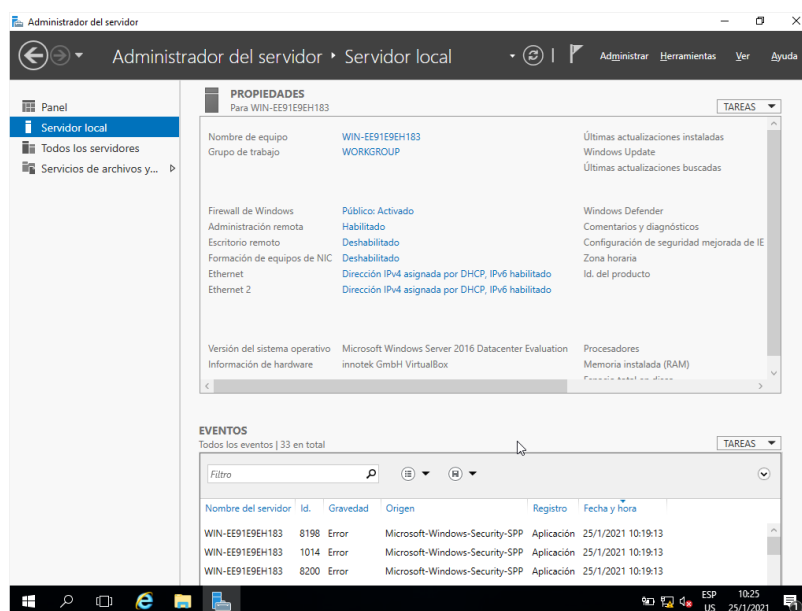 Administrador del servidor
Administrador del servidor ‣ Servidor local
Administrar Herramientas Ver Ayuda
Panel
Servidor local
Todos los servidores
Servicios de archivos y...
PROPIEDADES
Para WIN-EE91E9EH183
TAREAS
Nombre de equipo WIN-EE91E9EH183 Últimas actualizaciones instaladas
Grupo de trabajo WORKGROUP Windows Update
Últimas actualizaciones buscadas
Firewall de Windows Público: Activado Windows Defender
Administración remota Habilitado Comentarios y diagnósticos
Escritorio remoto Deshabilitado Configuración de seguridad mejorada de IE
Formación de equipos de NIC Deshabilitado Zona horaria
Ethernet Dirección IPv4 asignada por DHCP, IPv6 habilitado Id. del producto
Ethernet 2 Dirección IPv4 asignada por DHCP, IPv6 habilitado
Versión del sistema operativo Microsoft Windows Server 2016 Datacenter Evaluation Procesadores
Información de hardware innotek GmbH VirtualBox Memoria instalada (RAM)
Espacio total en disco
EVENTOS
Todos los eventos | 33 en total
TAREAS
Filtro
Nombre del servidor Id. Gravedad Origen Registro Fecha y hora
WIN-EE91E9EH183 8198 Error Microsoft-Windows-Security-SPP Aplicación 25/1/2021 10:19:13
WIN-EE91E9EH183 1014 Error Microsoft-Windows-Security-SPP Aplicación 25/1/2021 10:19:13
WIN-EE91E9EH183 8200 Error Microsoft-Windows-Security-SPP Aplicación 25/1/2021 10:19:13
ESP 10:25
US 25/1/2021